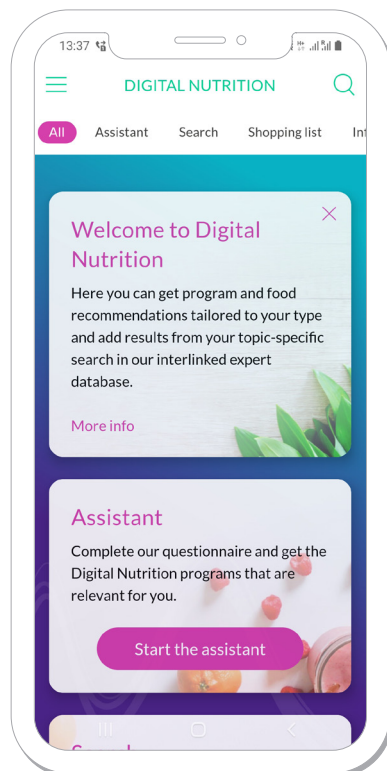 13:37
DIGITAL NUTRITION
All Assistant Search Shopping list
Welcome to Digital
Nutrition
Here you can get program and food
recommendations tailored to your type
and add results from your topic-specific
search in our interlinked expert
database.
More info
Assistant
Complete our questionnaire and get the
Digital Nutrition programs that are
relevant for you.
Start the assistant